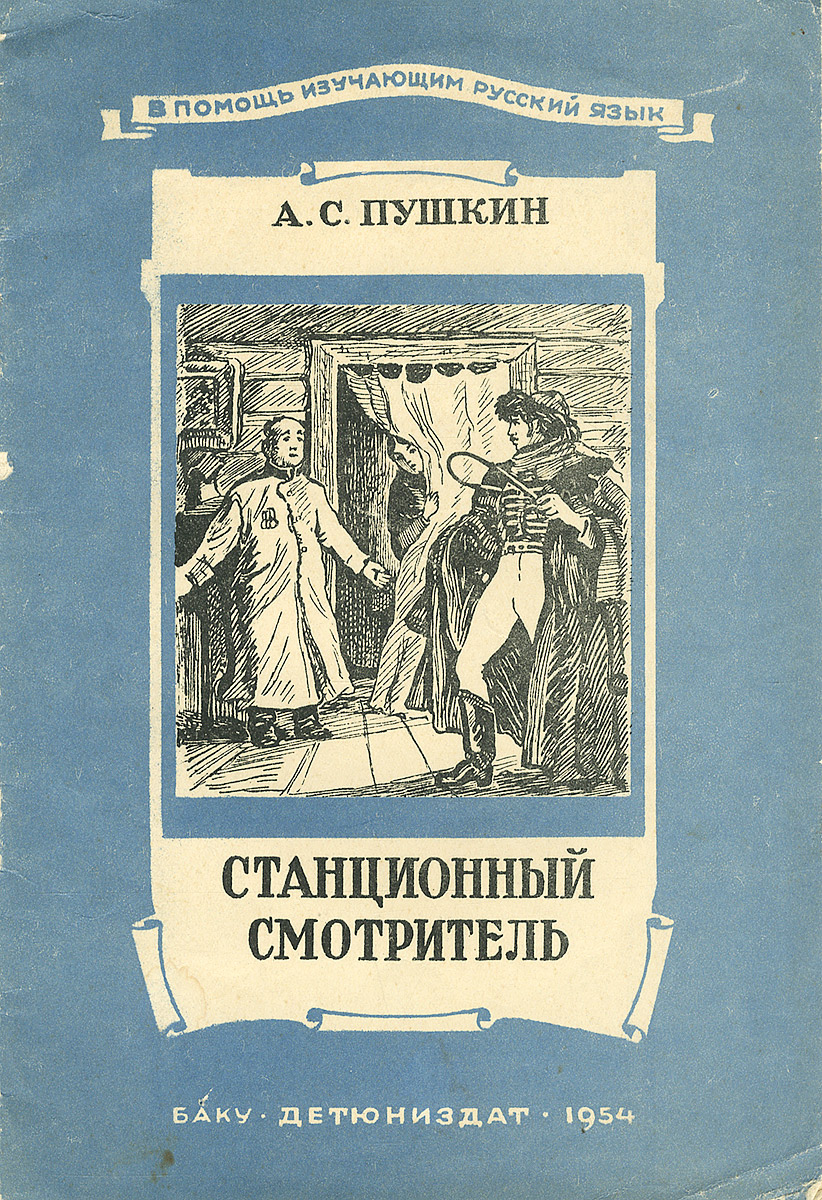 В ПОМОЩЬ ИЗУЧАЮЩИМ РУССКИЙ ЯЗЫК
А. С. ПУШКИН
СТАНЦИОННЫЙ
СМОТРИТЕЛЬ
БАКУ · ДЕТЮНИЗДАТ · 1954